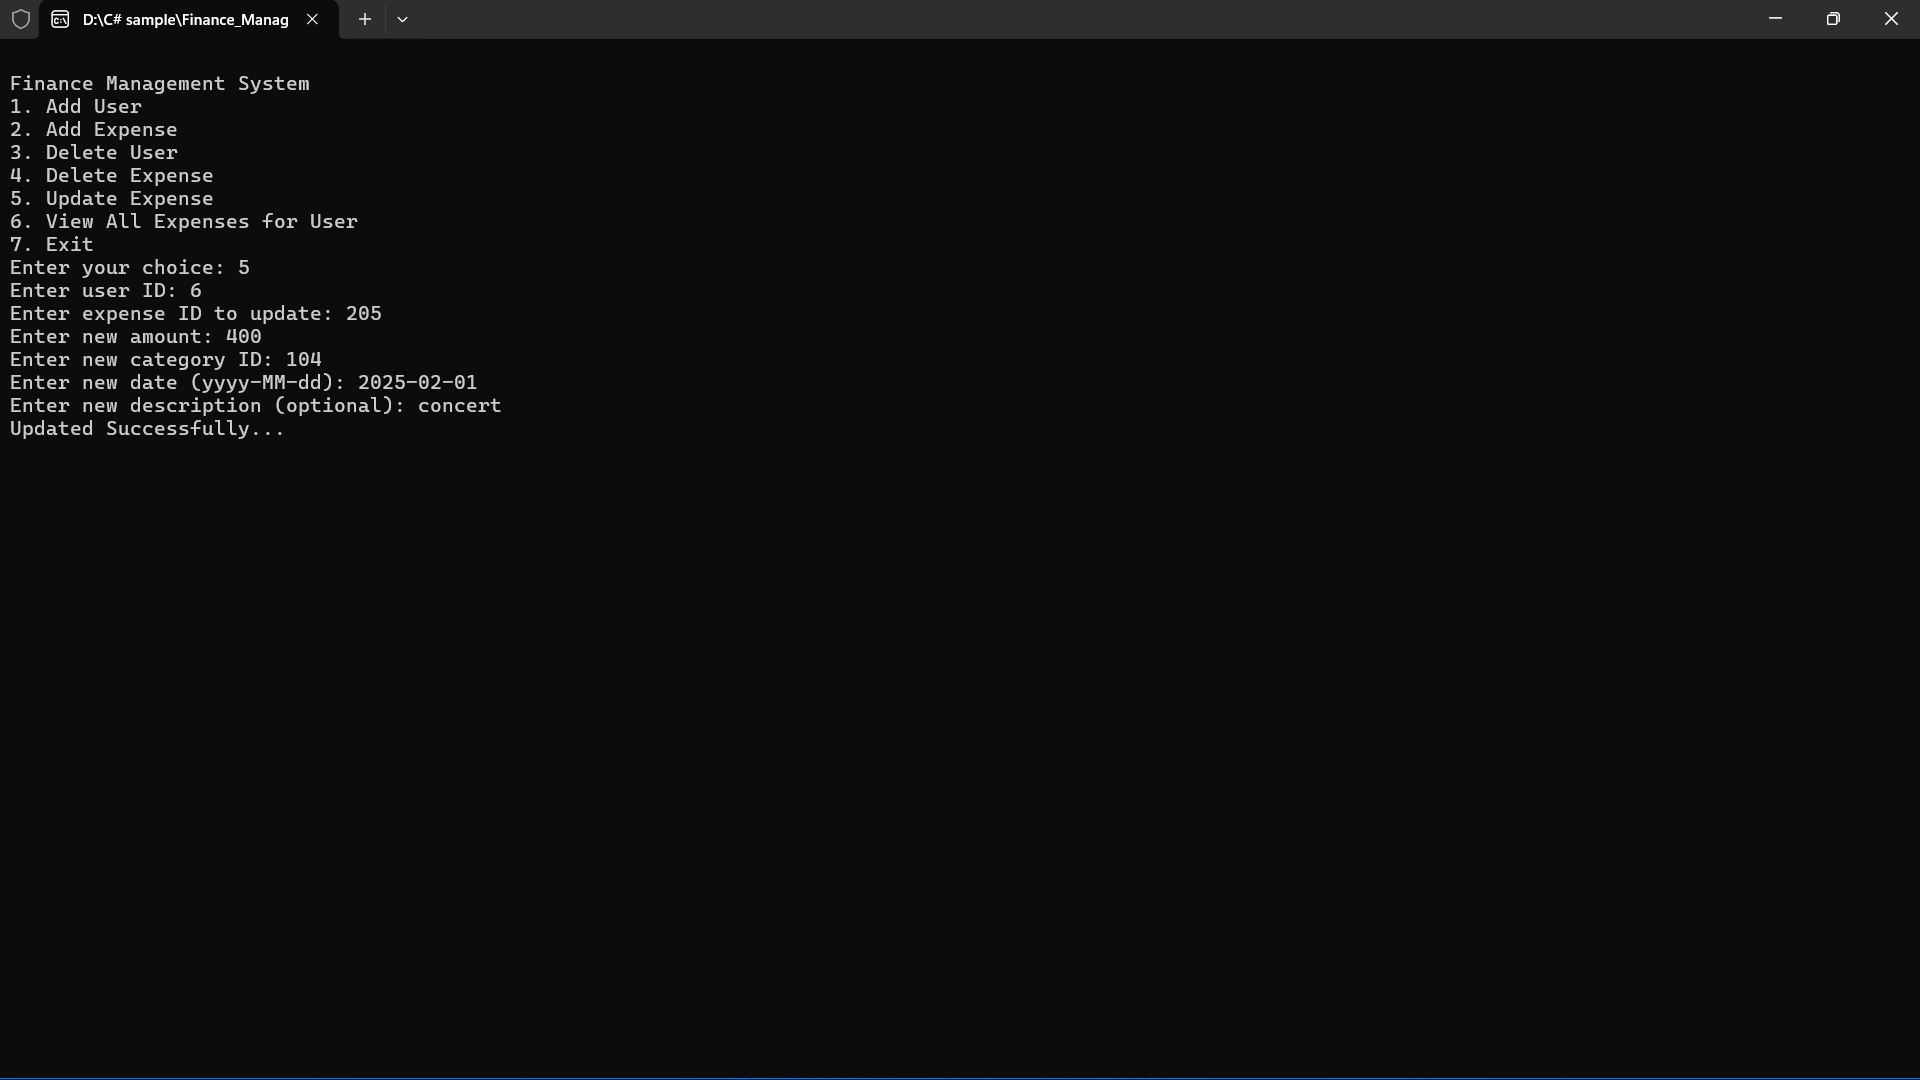 D:\C# sample\Finance_Manag
Finance Management System
1. Add User
2. Add Expense
3. Delete User
4. Delete Expense
5. Update Expense
6. View All Expenses for User
7. Exit
Enter your choice: 5
Enter user ID: 6
Enter expense ID to update: 205
Enter new amount: 400
Enter new category ID: 104
Enter new date (yyyy-MM-dd): 2025-02-01
Enter new description (optional): concert
Updated Successfully...